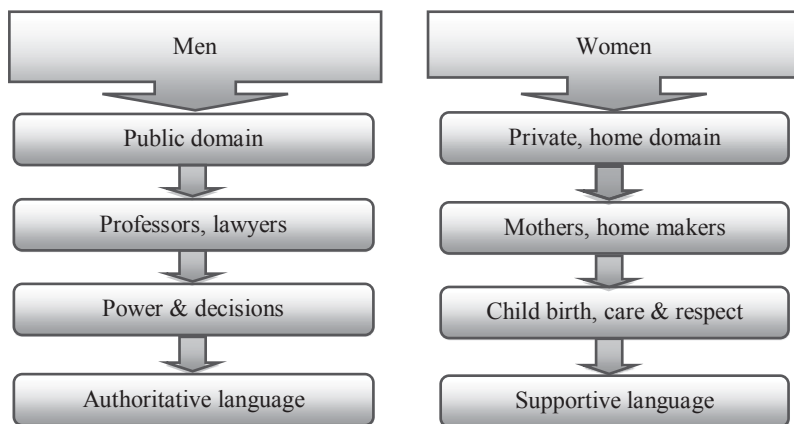 Men
Public domain
Professors, lawyers
Power & decisions
Authoritative language
Women
Private, home domain
Mothers, home makers
Child birth, care & respect
Supportive language